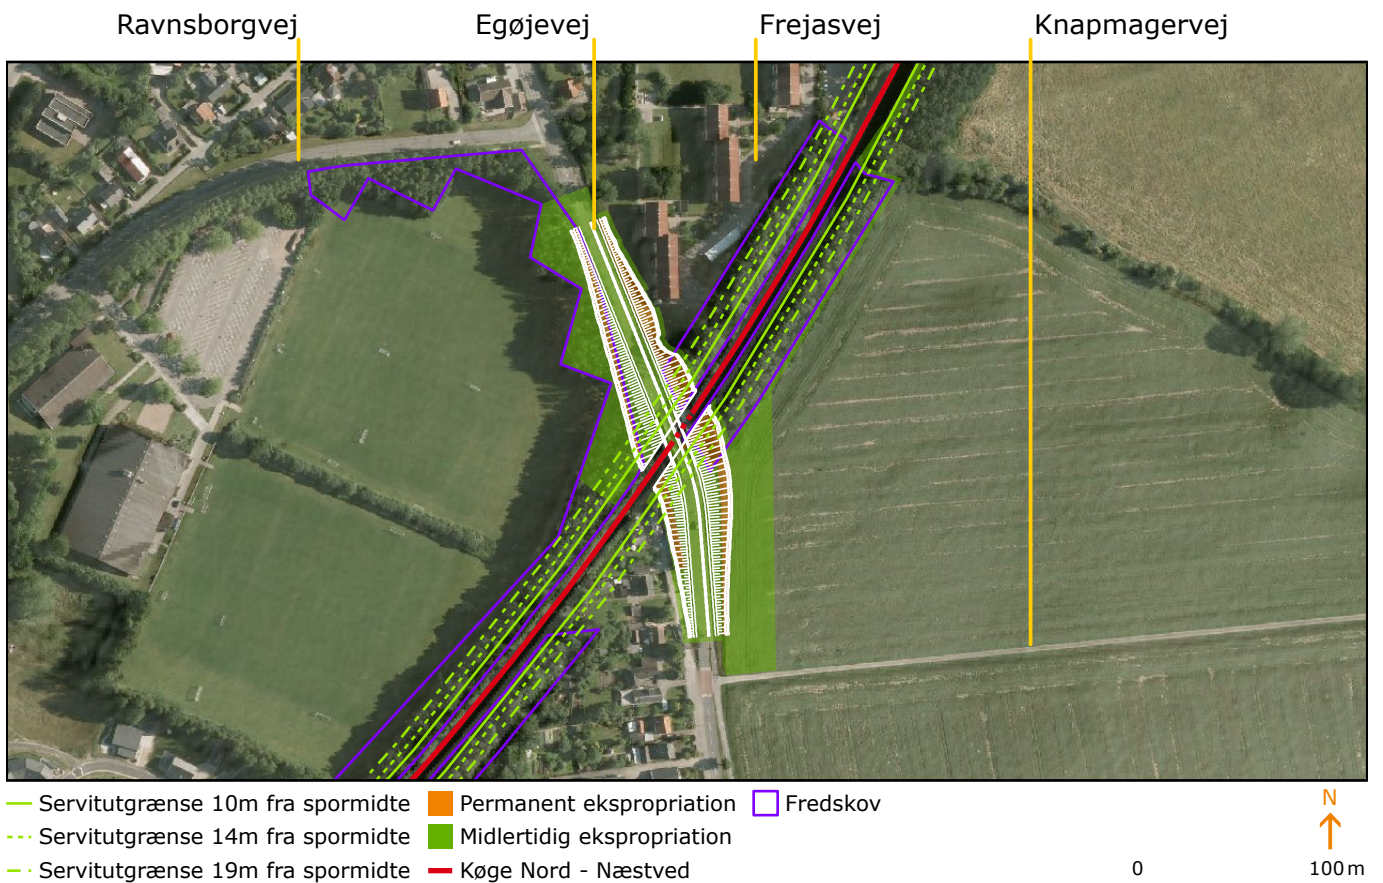 Ravnsborgvej
Egøjevej
Frejasvej
Knapmagervej
Servitutgrænse 10m fra spormidte
Servitutgrænse 14m fra spormidte
Servitutgrænse 19m fra spormidte
Permanent ekspropriation
Midlertidig ekspropriation
Køge Nord - Næstved
Fredskov
N
0 100 m